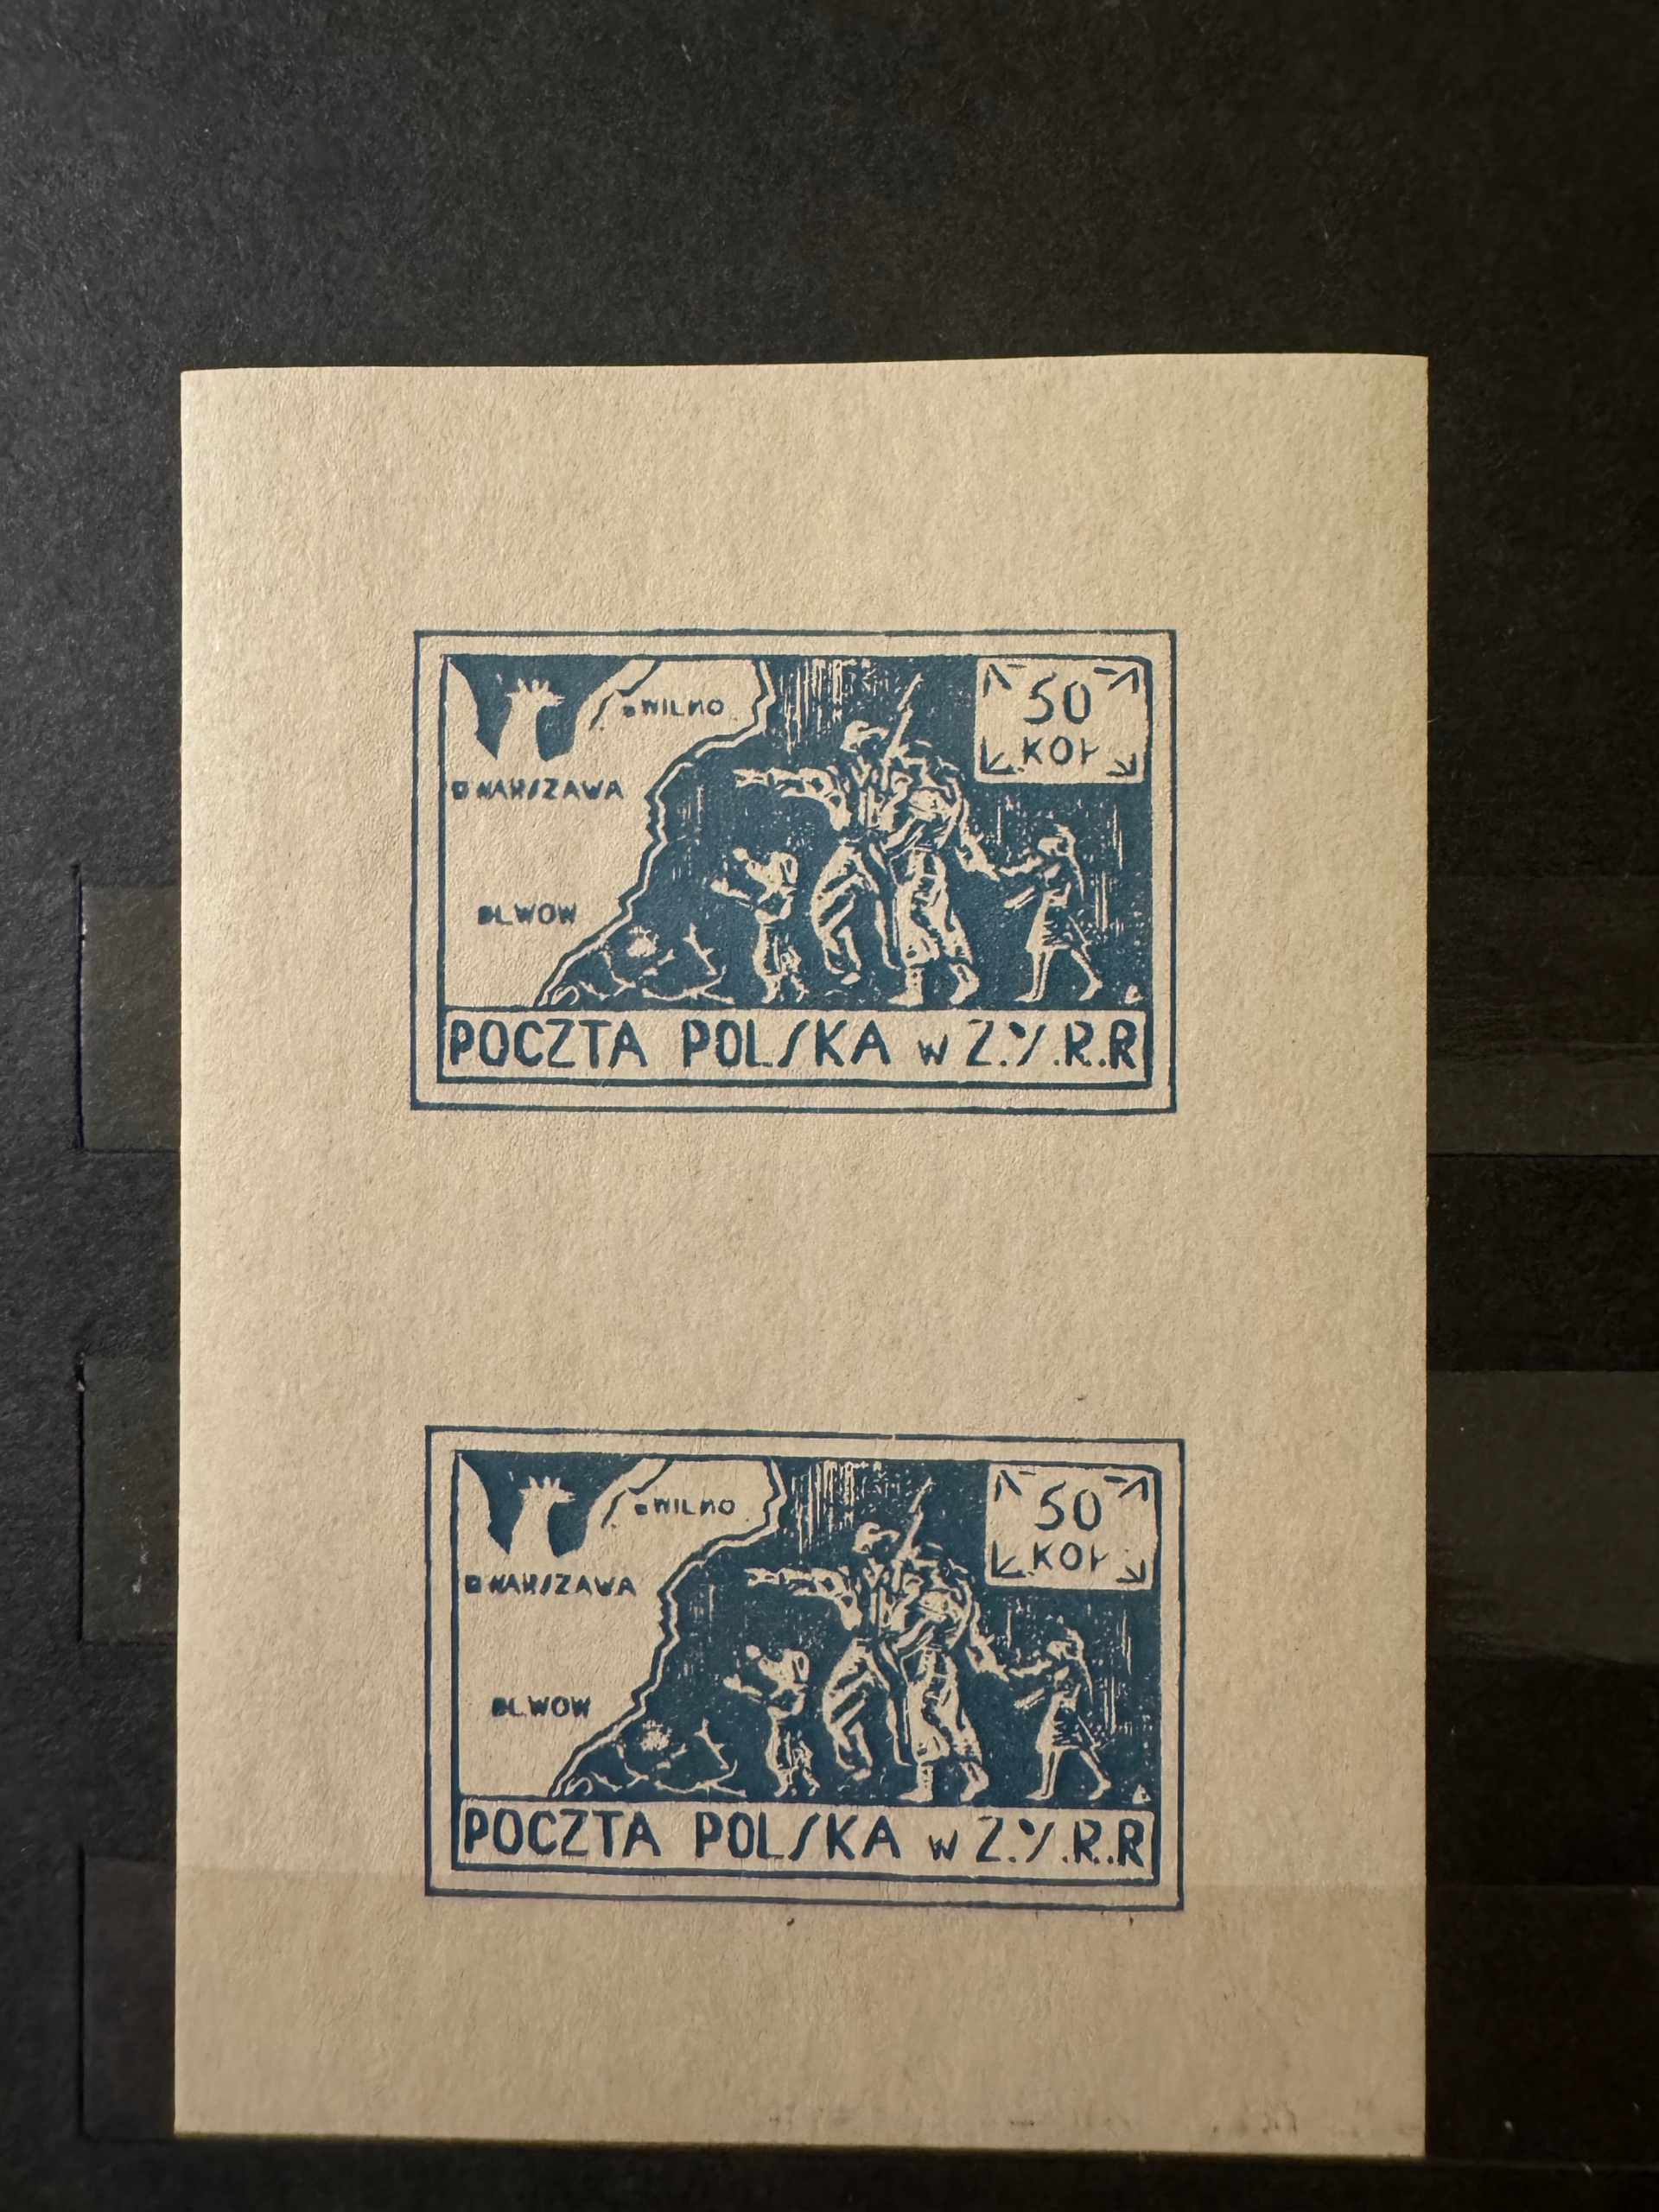 WILNO
50
KOP
WARSZAWA
LWOW
POCZTA POLSKA w Z.S.R.R
WILNO
50
KOP
WARSZAWA
LWOW
POCZTA POLSKA w Z.S.R.R